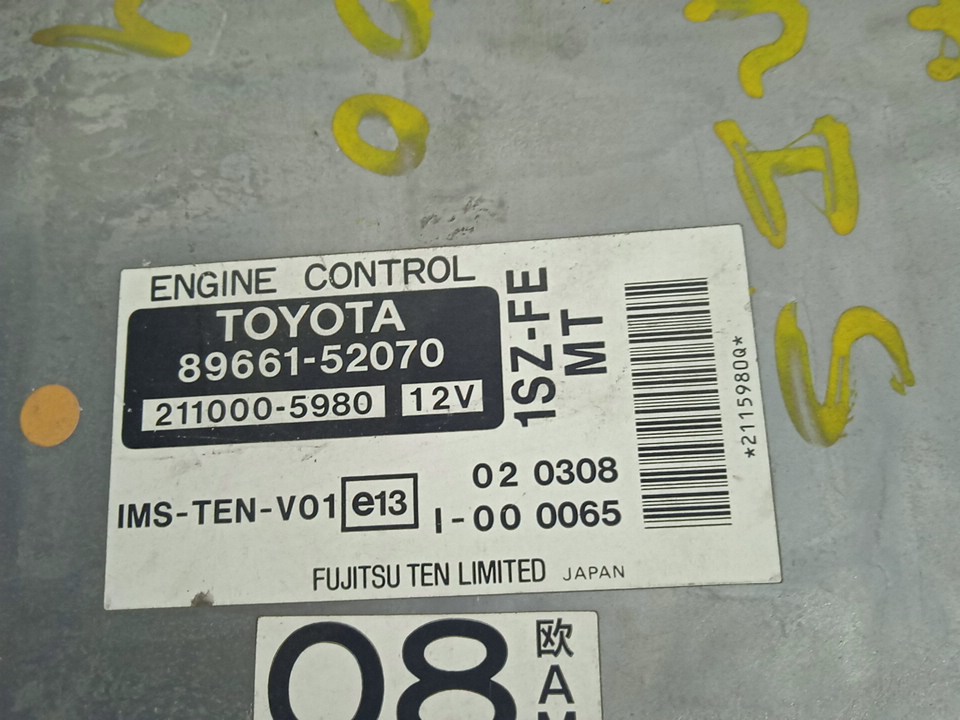 ENGINE CONTROL
TOYOTA
89661-52070
211000-5980 12V
1SZ-FE
MT
*2115980Q*
IMS-TEN-V01 e13
02 0308
I-00 0065
FUJITSU TEN LIMITED JAPAN
08
欧
A